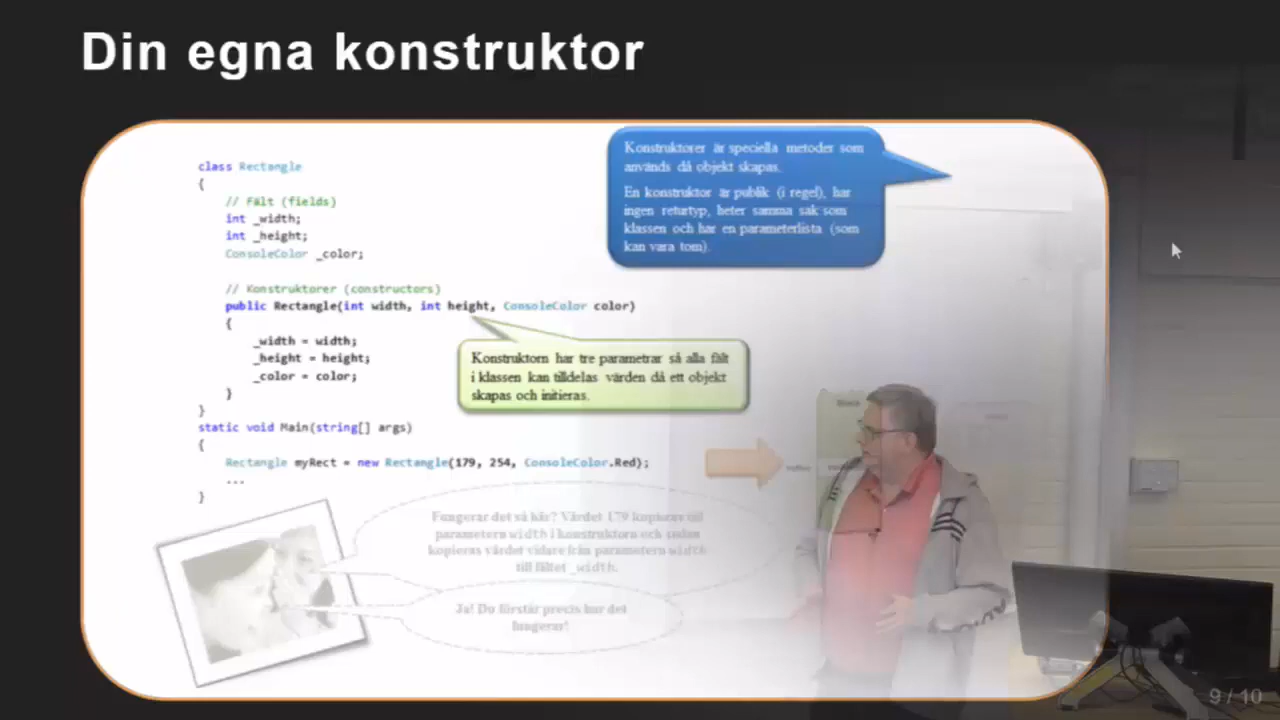 Din egna konstruktor
class Rectangle
{
// Fält (fields)
int _width;
int _height;
ConsoleColor _color;
// Konstruktorer (constructors)
public Rectangle(int width, int height, ConsoleColor color)
{
_width = width;
_height = height;
_color = color;
}
}
static void Main(string[] args)
{
Rectangle myRect = new Rectangle(179, 254, ConsoleColor.Red);
...
}
Konstruktorer är speciella metoder som
används då objekt skapas.
En konstruktor är publik (i regel), har
ingen returtyp, heter samma sak som
klassen och har en parameterlista (som
kan vara tom).
Konstruktorn har tre parametrar så alla fält
i klassen kan tilldelas värden då ett objekt
skapas och initieras.
Fungerar det så här? Värdet 179 kopieras till
parametern width i konstruktorn och sedan
kopieras värdet vidare från parametern width
till fältet _width.
Ja! Du förstår precis hur det
fungerar!
9 / 10